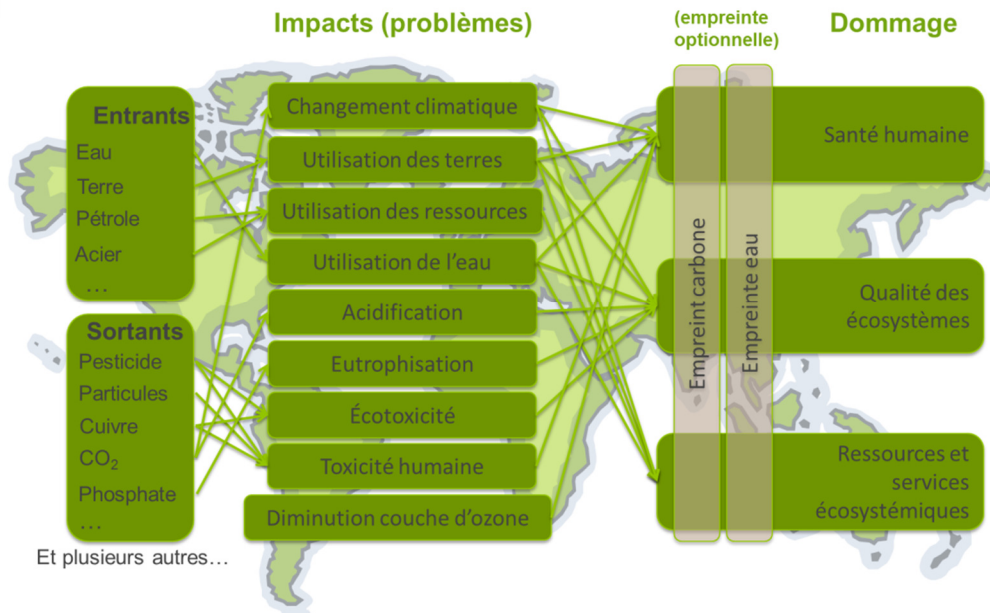 Impacts (problèmes)
(empreinte
optionnelle)
Dommage
Entrants
Eau
Terre
Pétrole
Acier
…
Sortants
Pesticide
Particules
Cuivre
CO₂
Phosphate
…
Et plusieurs autres…
Changement climatique
Utilisation des terres
Utilisation des ressources
Utilisation de l’eau
Acidification
Eutrophisation
Écotoxicité
Toxicité humaine
Diminution couche d’ozone
Empreint carbone
Empreinte eau
Santé humaine
Qualité des
écosystèmes
Ressources et
services
écosystémiques